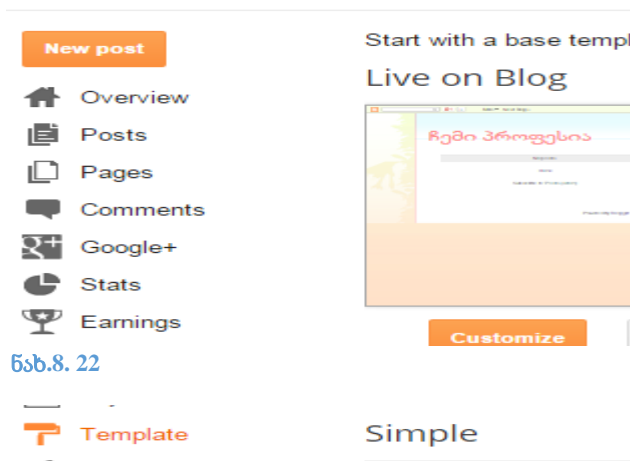 New post
Overview
Posts
Pages
Comments
Google+
Stats
Earnings
Start with a base templ
Live on Blog
ჩემი პროფესია
Customize
ნახ.8. 22
Template
Simple